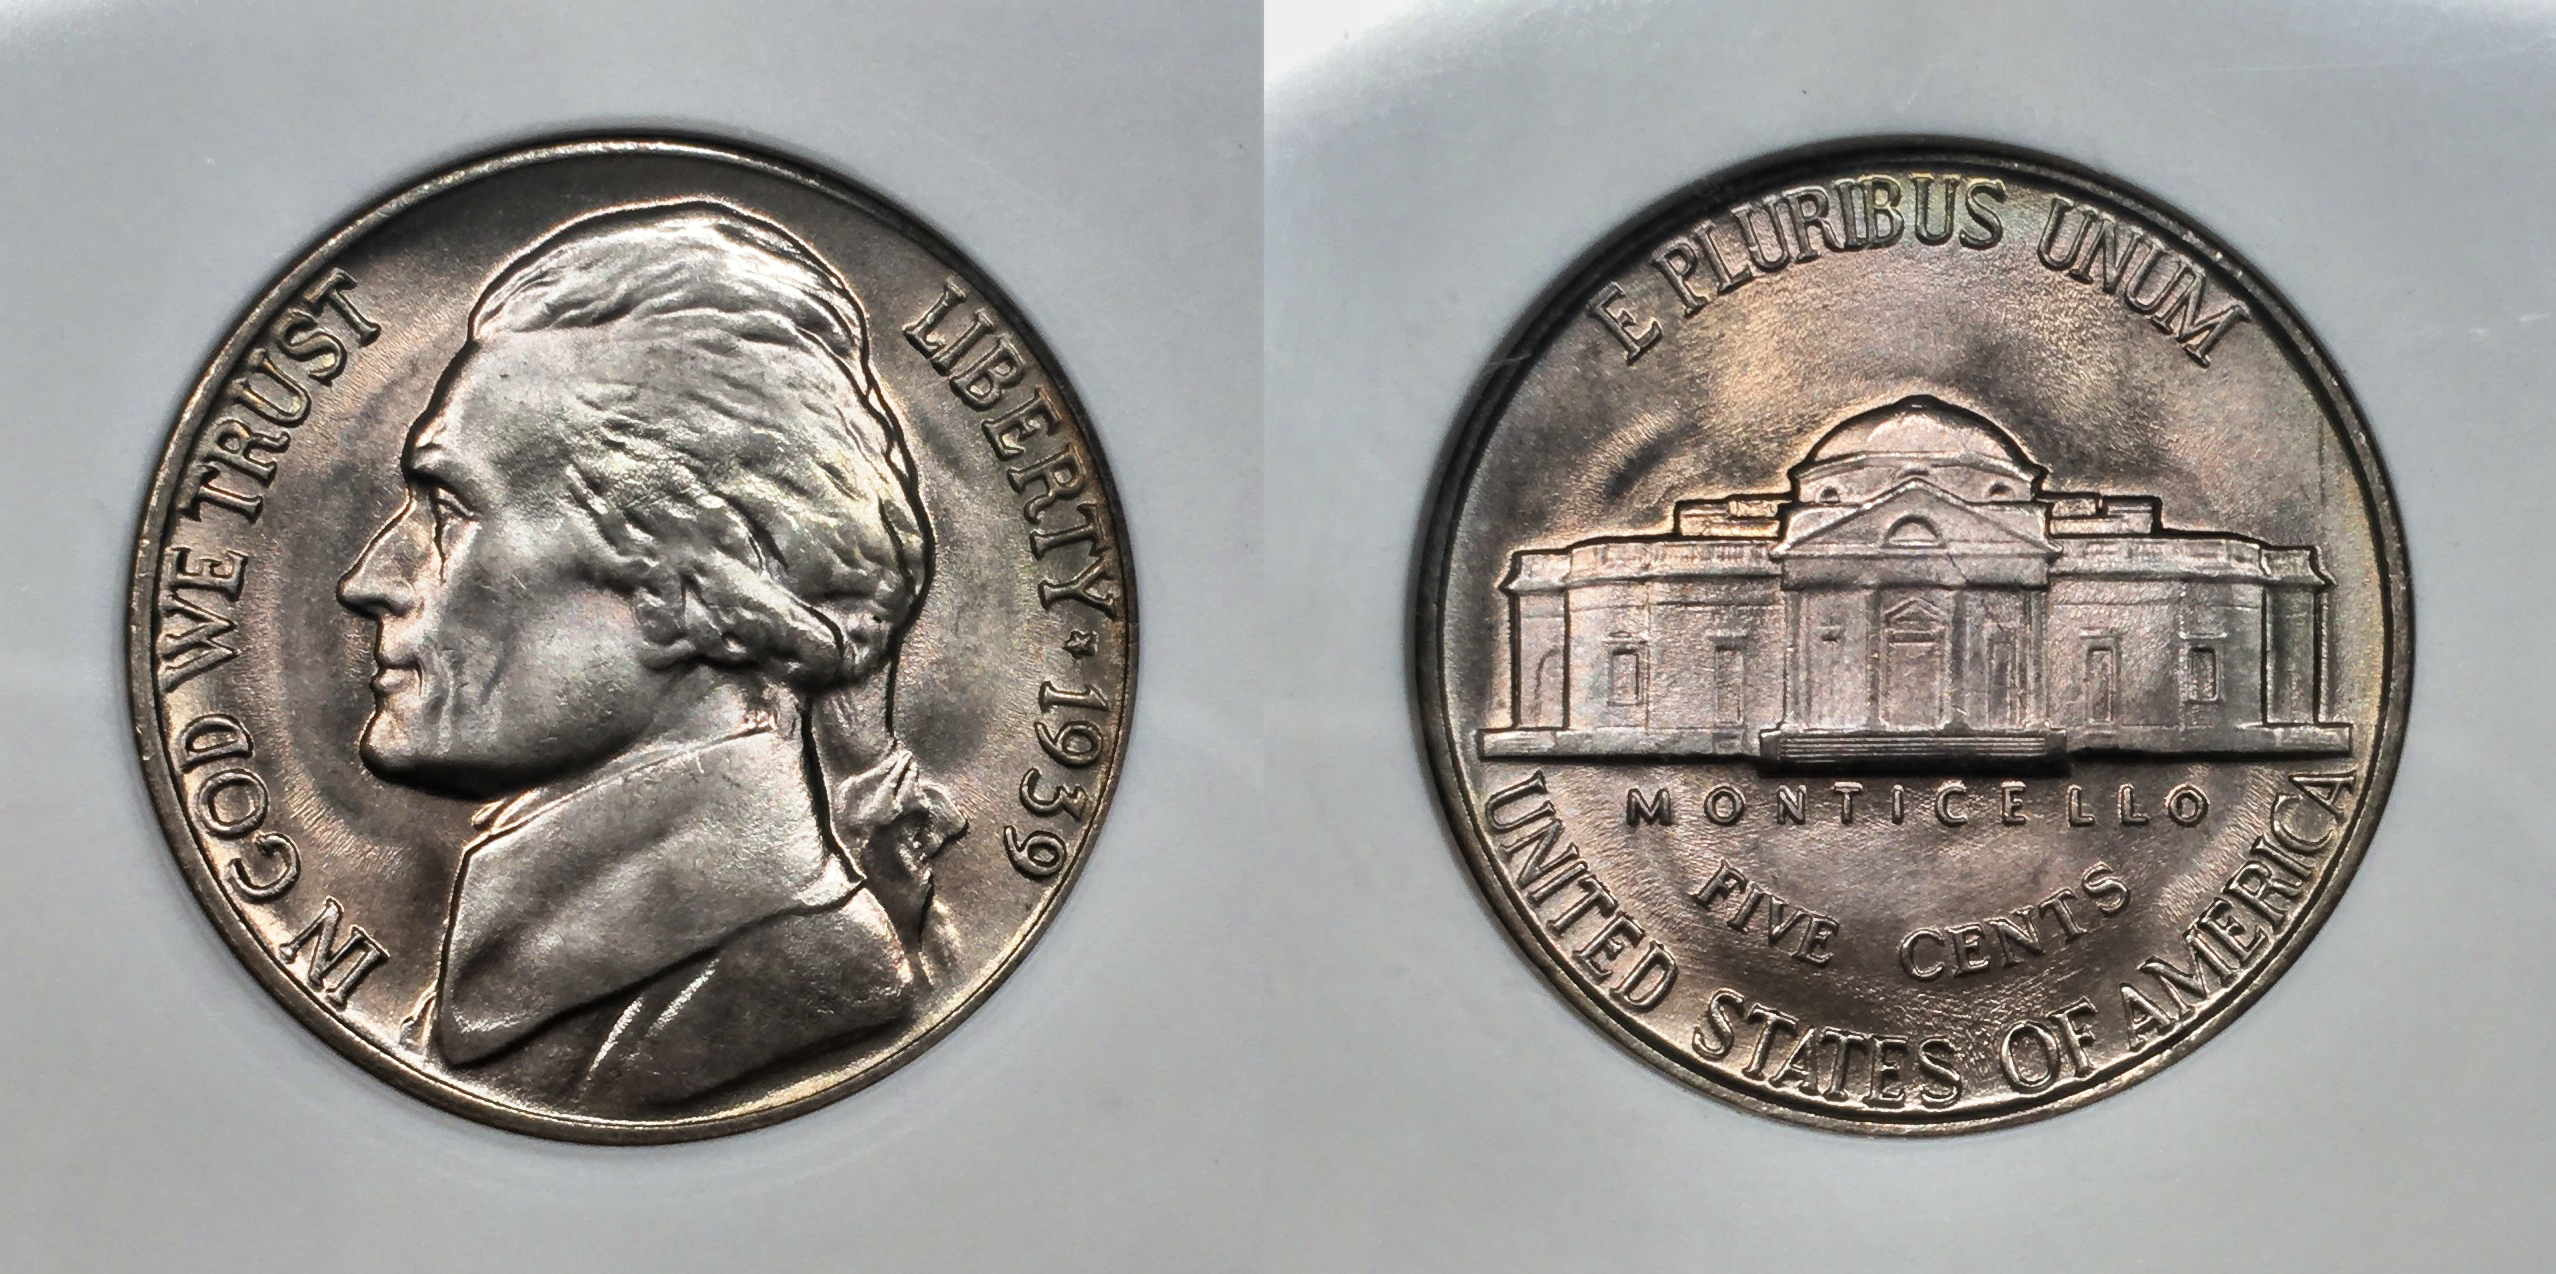 IN GOD WE TRUST
LIBERTY ★ 1939
E PLURIBUS UNUM
MONTICELLO
FIVE CENTS
UNITED STATES OF AMERICA